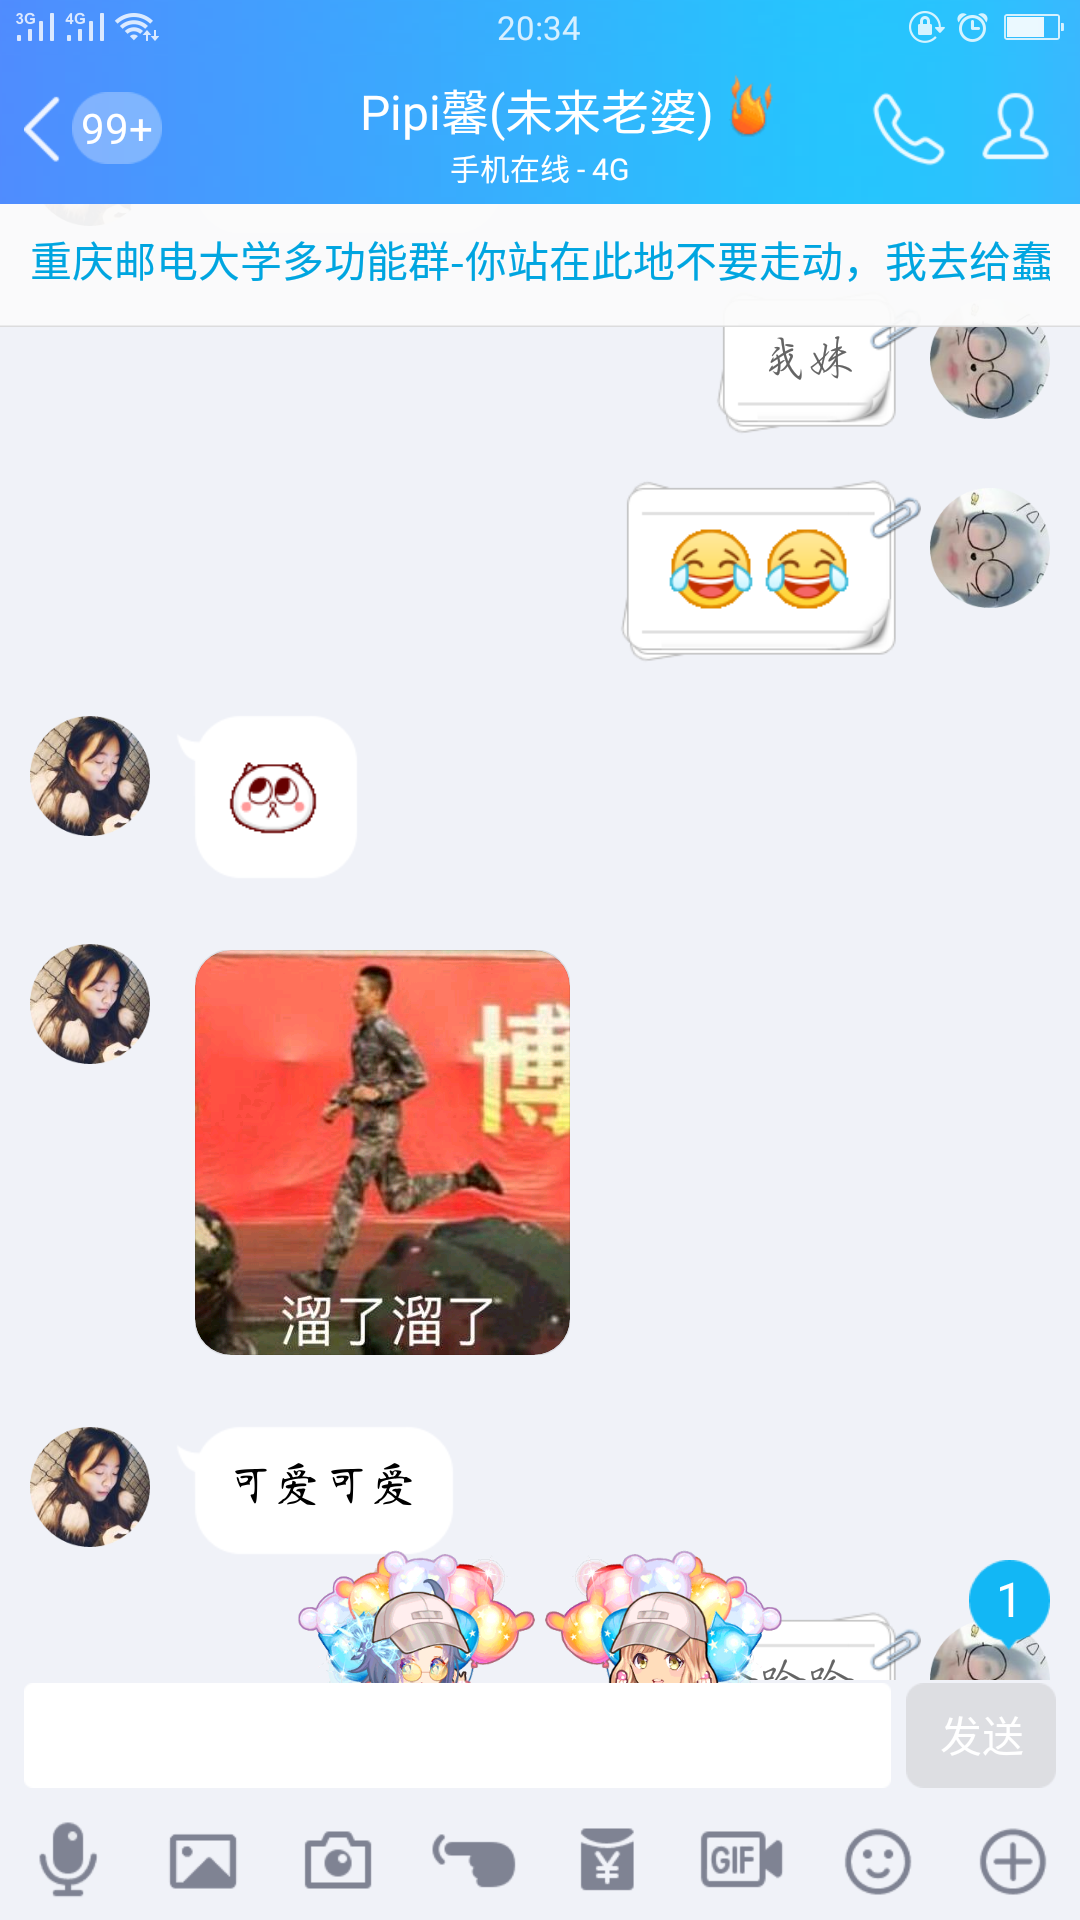 3G 4G 20:34
99+
Pipi馨(未来老婆)
手机在线 - 4G
重庆邮电大学多功能群-你站在此地不要走动，我去给蠢
我妹
博
溜了溜了
可爱可爱
1
哈哈
发送
¥
GIF